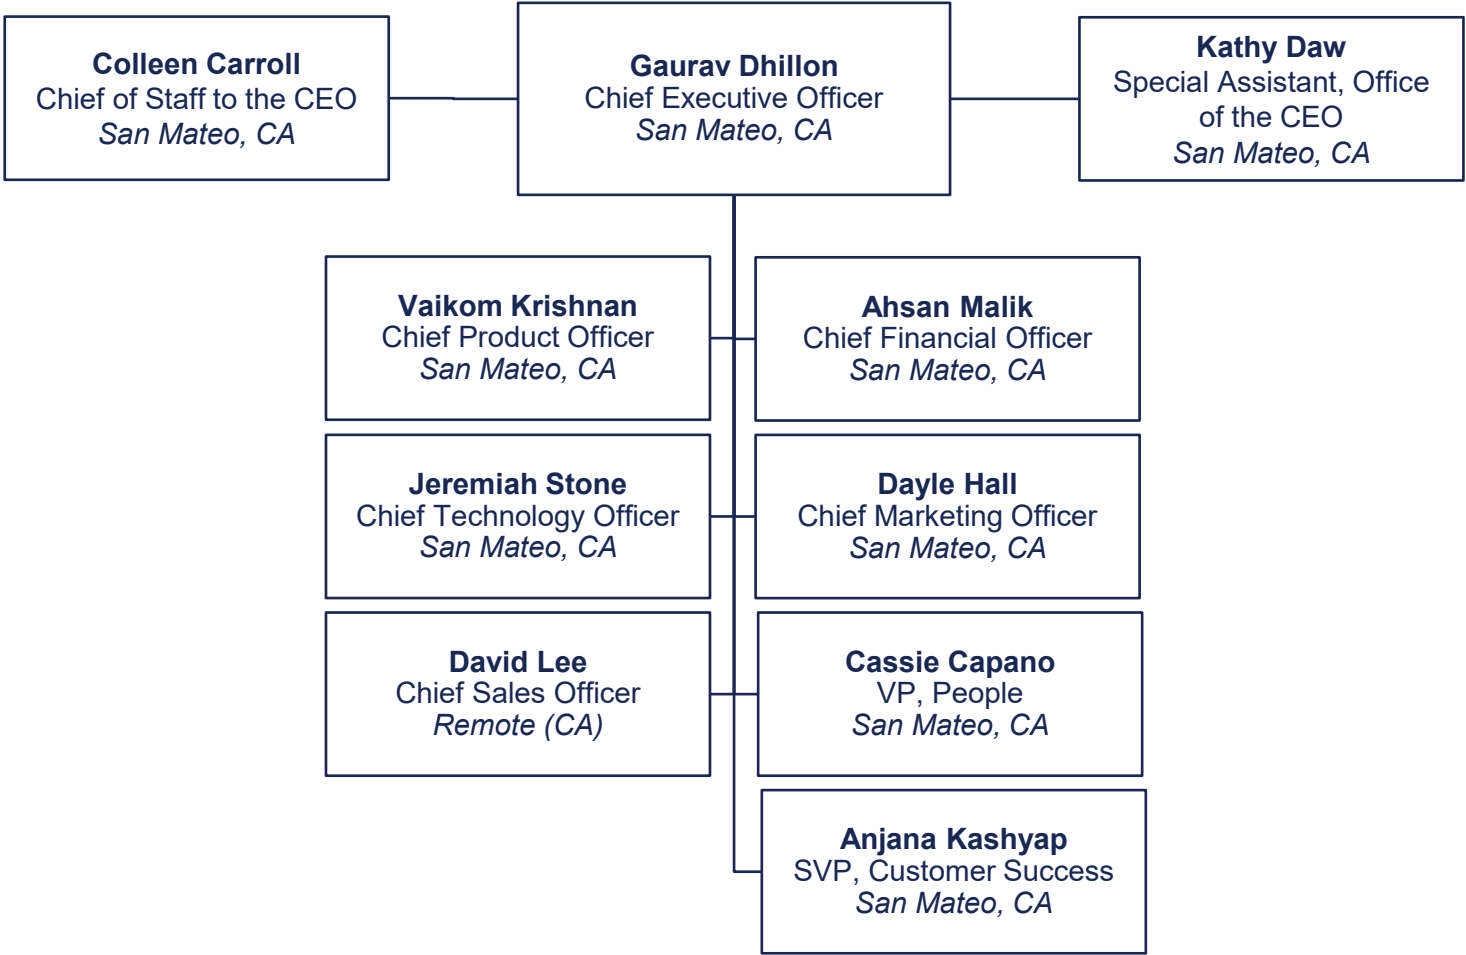 Colleen Carroll
Chief of Staff to the CEO
San Mateo, CA
Gaurav Dhillon
Chief Executive Officer
San Mateo, CA
Kathy Daw
Special Assistant, Office
of the CEO
San Mateo, CA
Vaikom Krishnan
Chief Product Officer
San Mateo, CA
Ahsan Malik
Chief Financial Officer
San Mateo, CA
Jeremiah Stone
Chief Technology Officer
San Mateo, CA
Dayle Hall
Chief Marketing Officer
San Mateo, CA
David Lee
Chief Sales Officer
Remote (CA)
Cassie Capano
VP, People
San Mateo, CA
Anjana Kashyap
SVP, Customer Success
San Mateo, CA